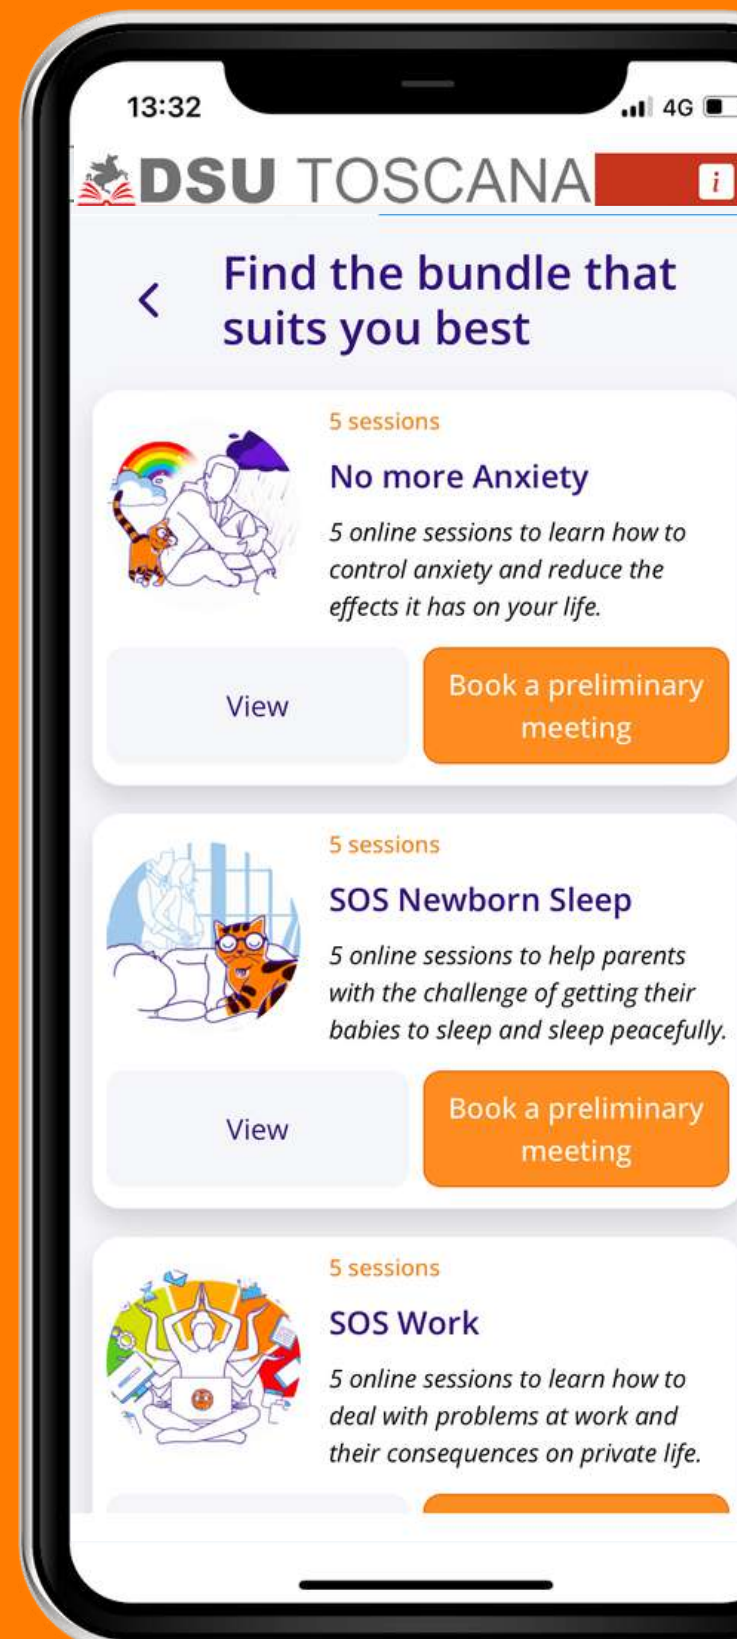 13:32
4G
DSU TOSCANA
i
Find the bundle that
suits you best
5 sessions
No more Anxiety
5 online sessions to learn how to
control anxiety and reduce the
effects it has on your life.
View
Book a preliminary
meeting
5 sessions
SOS Newborn Sleep
5 online sessions to help parents
with the challenge of getting their
babies to sleep and sleep peacefully.
View
Book a preliminary
meeting
5 sessions
SOS Work
5 online sessions to learn how to
deal with problems at work and
their consequences on private life.